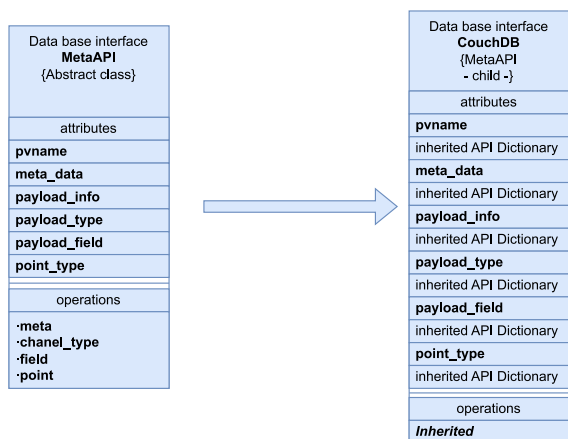 Data base interface
MetaAPI
{Abstract class}
attributes
pvname
meta_data
payload_info
payload_type
payload_field
point_type
operations
·meta
·chanel_type
·field
·point
Data base interface
CouchDB
{MetaAPI
- child -}
attributes
pvname
inherited API Dictionary
meta_data
inherited API Dictionary
payload_info
inherited API Dictionary
payload_type
inherited API Dictionary
payload_field
inherited API Dictionary
point_type
inherited API Dictionary
operations
Inherited